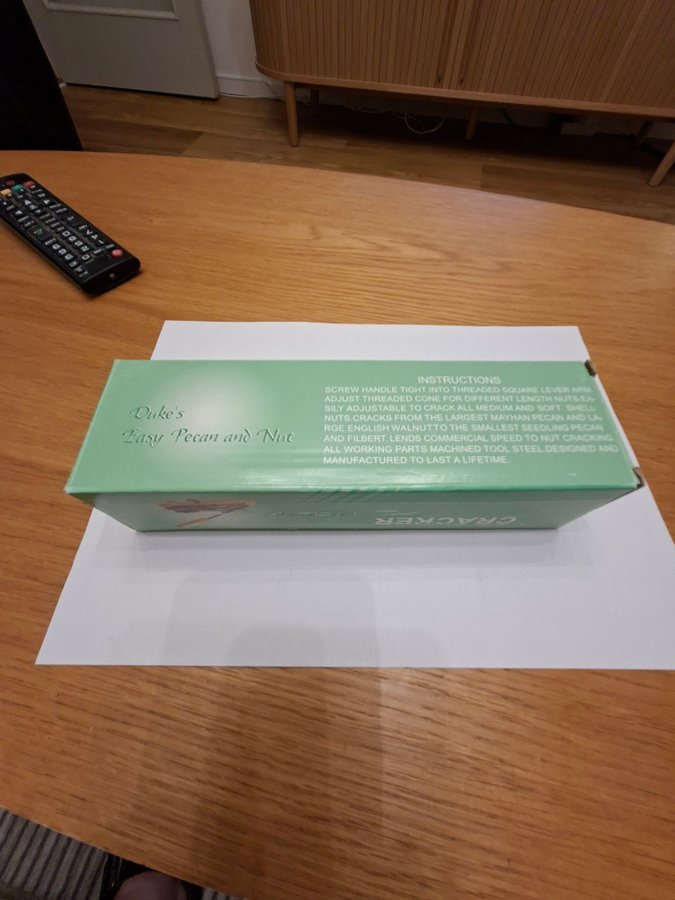 Duke's
Easy Pecan and Nut
INSTRUCTIONS
SCREW HANDLE TIGHT INTO THREADED SQUARE LEVER ARM.
ADJUST THREADED CONE FOR DIFFERENT LENGTH NUTS.EA-
SILY ADJUSTABLE TO CRACK ALL MEDIUM AND SOFT SHELL
NUTS.CRACKS FROM THE LARGEST MAYHAN PECAN AND LA-
RGE ENGLISH WALNUT TO THE SMALLEST SEEDLING PECAN
AND FILBERT. LENDS COMMERCIAL SPEED TO NUT CRACKING
ALL WORKING PARTS MACHINED TOOL STEEL DESIGNED AND
MANUFACTURED TO LAST A LIFETIME.
CRACKER